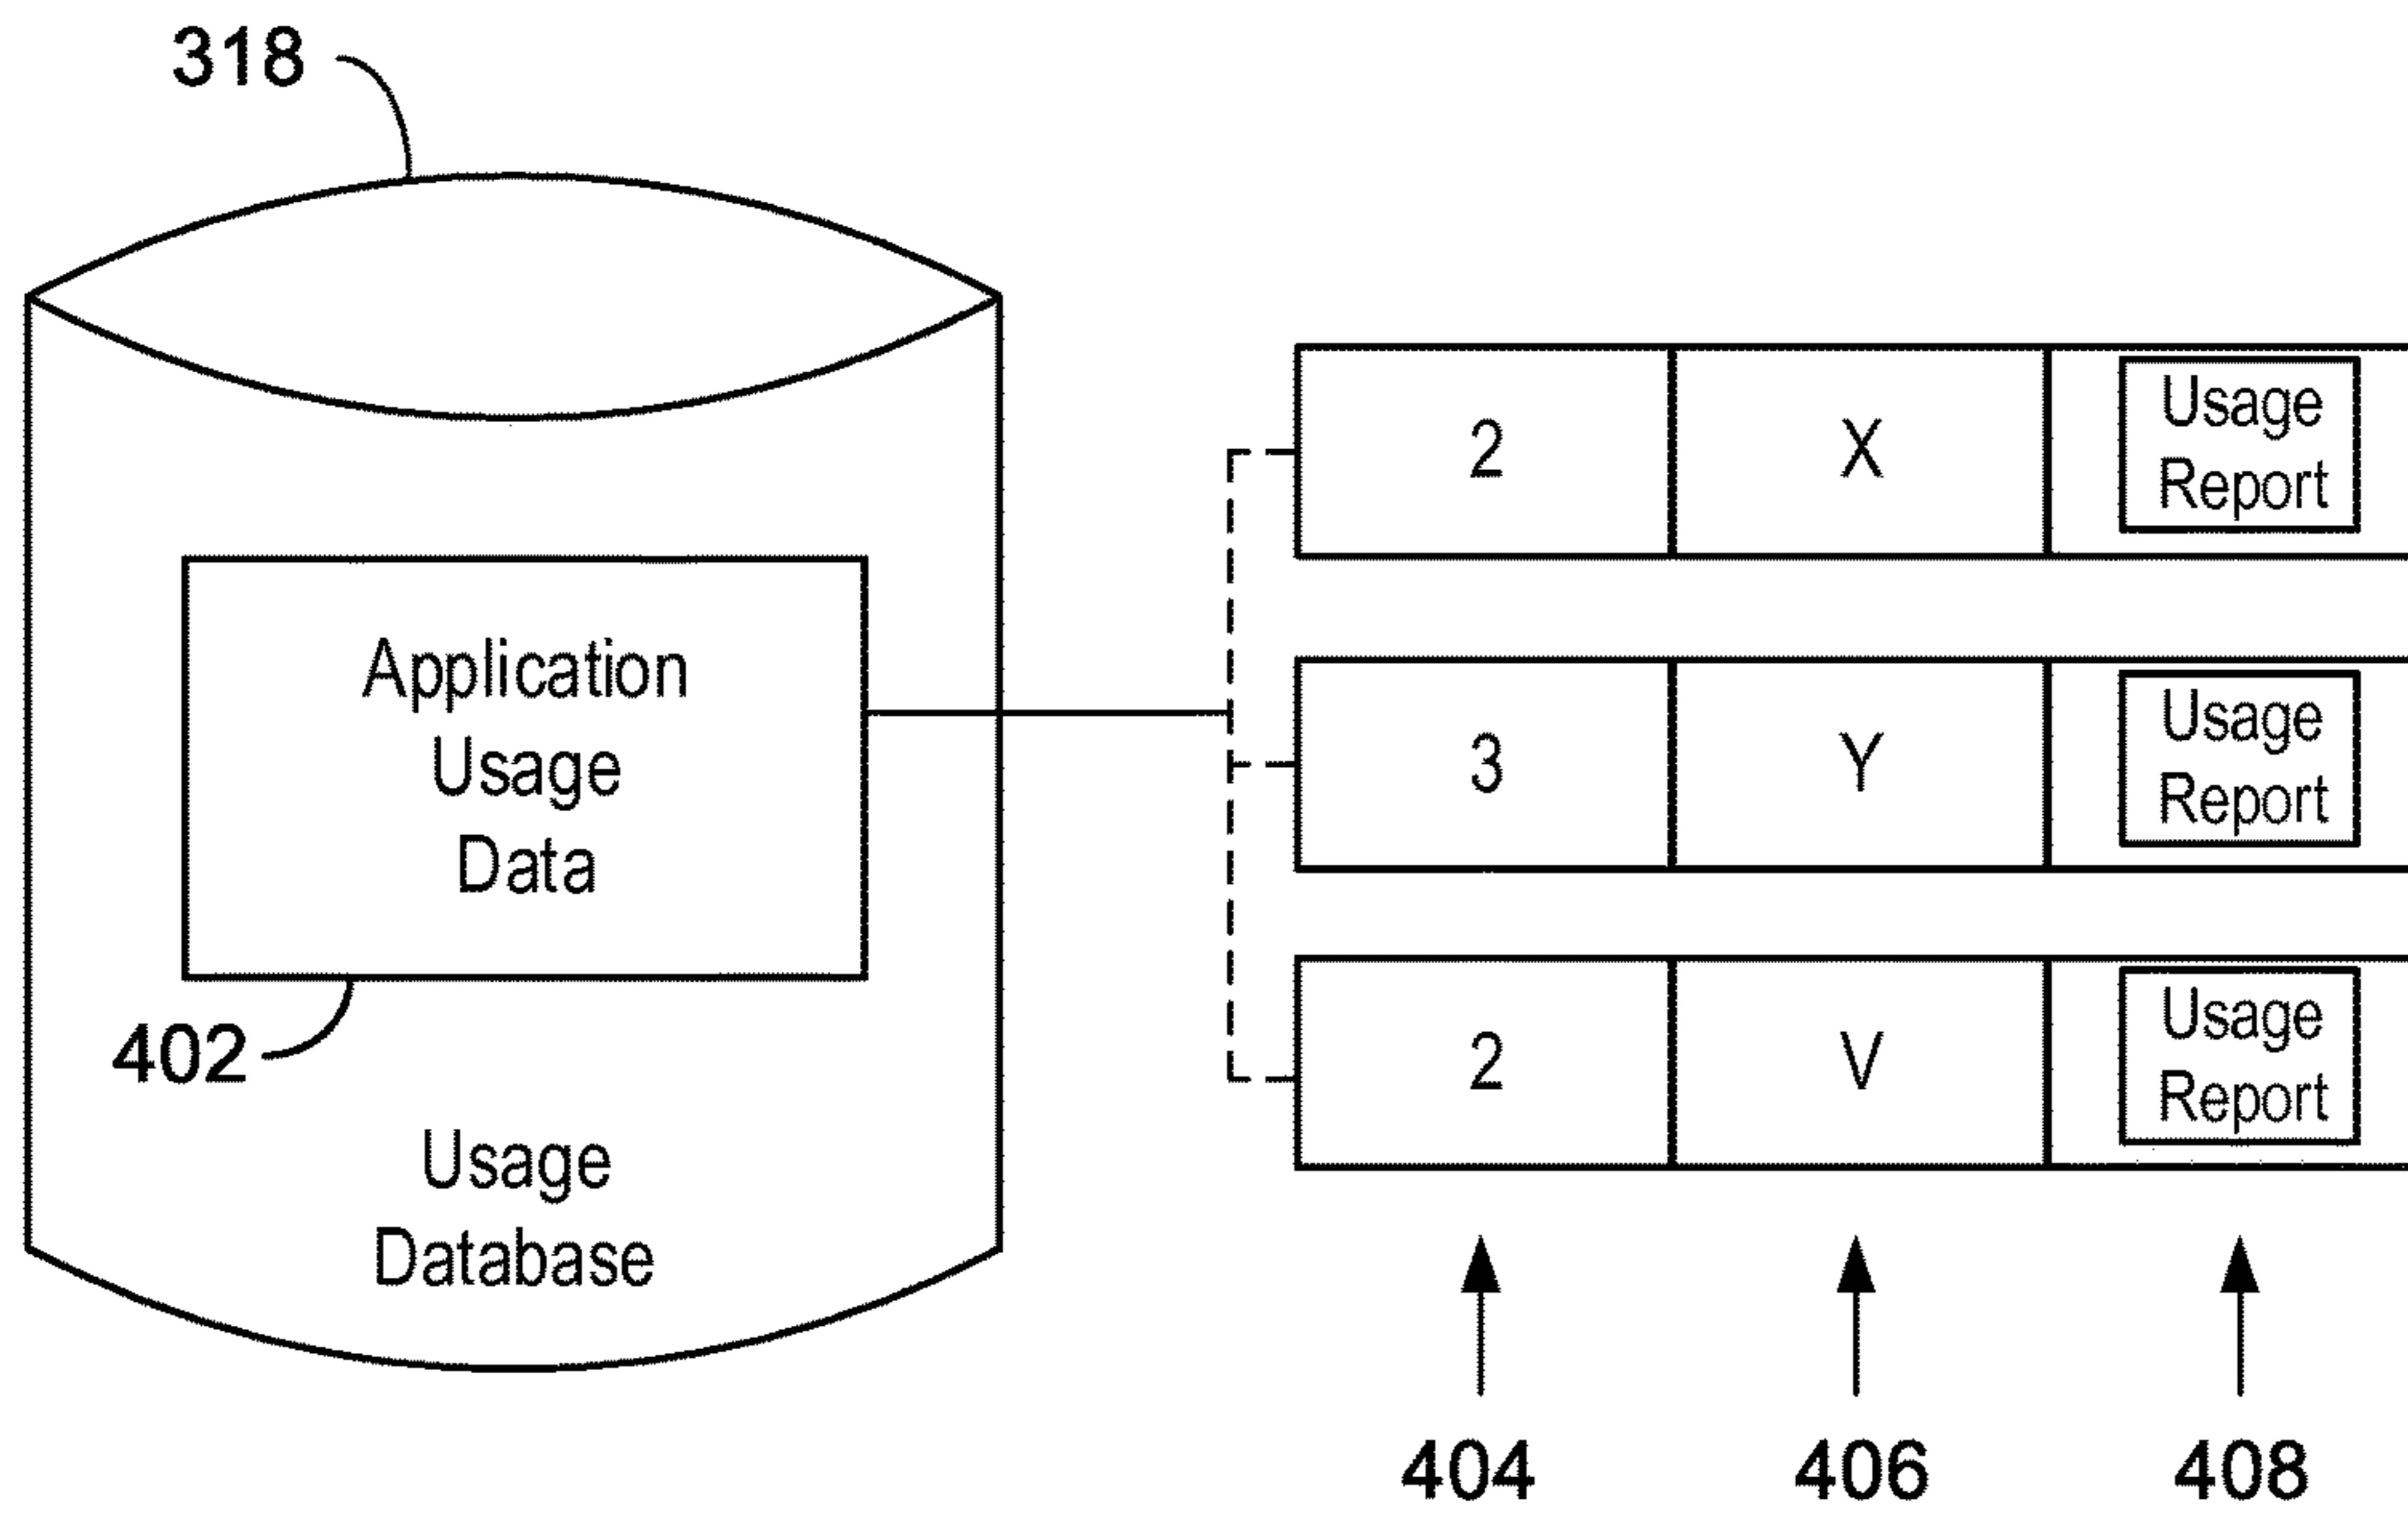 318
Application
Usage
Data
402
Usage
Database
2 X Usage
Report
3 Y Usage
Report
2 V Usage
Report
404 406 408